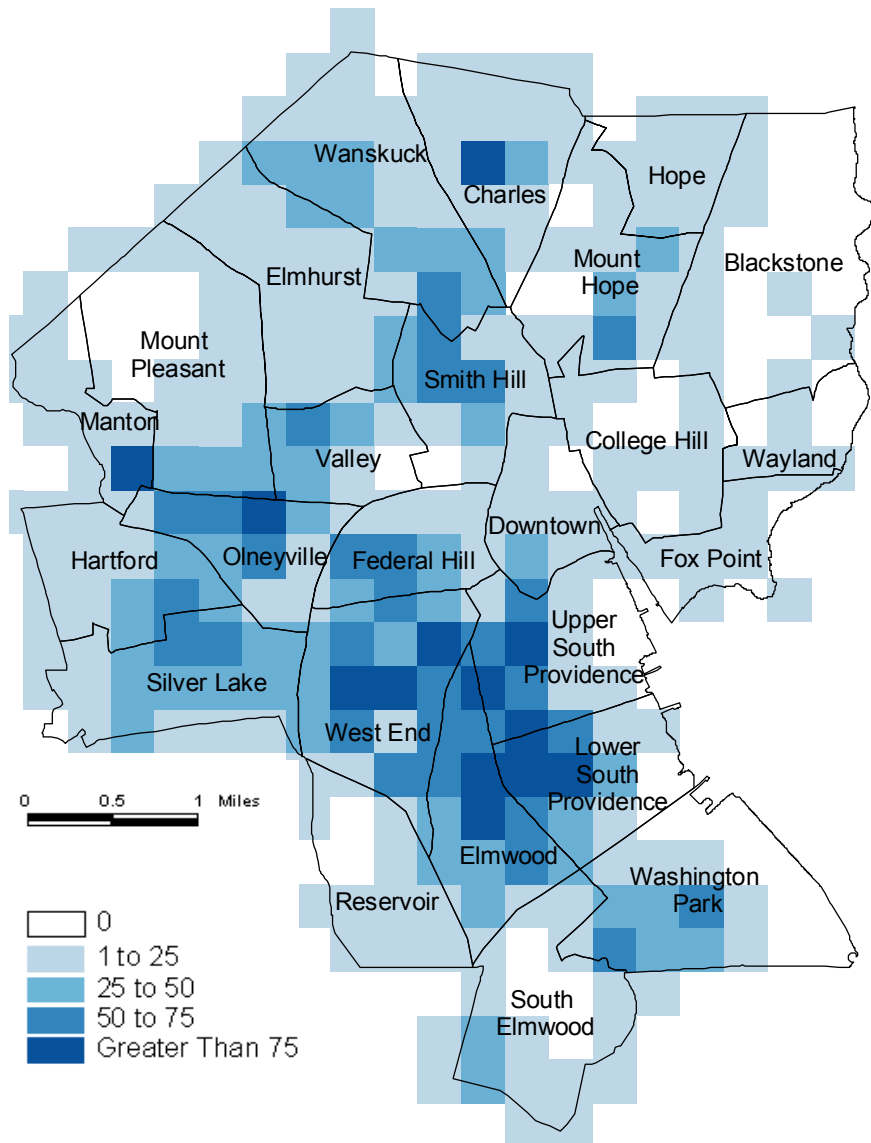 Wanskuck
Charles
Hope
Mount
Hope
Blackstone
Elmhurst
Mount
Pleasant
Smith Hill
Manton
College Hill
Valley
Wayland
Downtown
Hartford
Olneyville
Federal Hill
Fox Point
Upper
South
Providence
Silver Lake
West End
Lower
South
Providence
0 0.5 1 Miles
Elmwood
Washington
Park
Reservoir
0
1 to 25
25 to 50
50 to 75
Greater Than 75
South
Elmwood